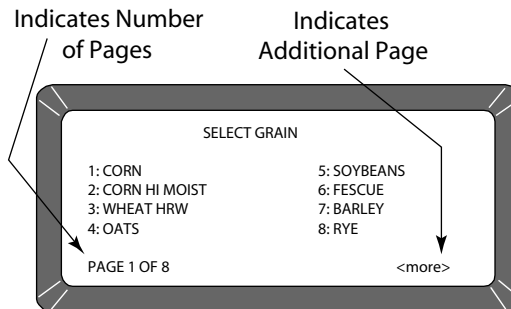 Indicates Number
of Pages
Indicates
Additional Page
SELECT GRAIN
1: CORN
2: CORN HI MOIST
3: WHEAT HRW
4: OATS
5: SOYBEANS
6: FESCUE
7: BARLEY
8: RYE
PAGE 1 OF 8
<more>